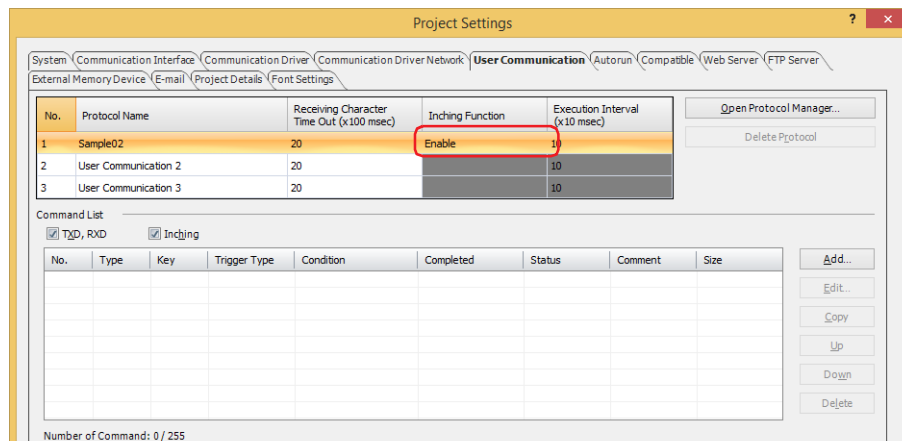 Project Settings
? ×
System Communication Interface Communication Driver Communication Driver Network User Communication Autorun Compatible Web Server FTP Server
External Memory Device E-mail Project Details Font Settings
No. Protocol Name Receiving Character Time Out (x100 msec) Inching Function Execution Interval (x10 msec) Open Protocol Manager...
1 Sample02 20 Enable 10 Delete Protocol
2 User Communication 2 20 10
3 User Communication 3 20 10
Command List
TXD, RXD Inching
No. Type Key Trigger Type Condition Completed Status Comment Size Add...
Edit...
Copy
Up
Down
Delete
Number of Command: 0 / 255